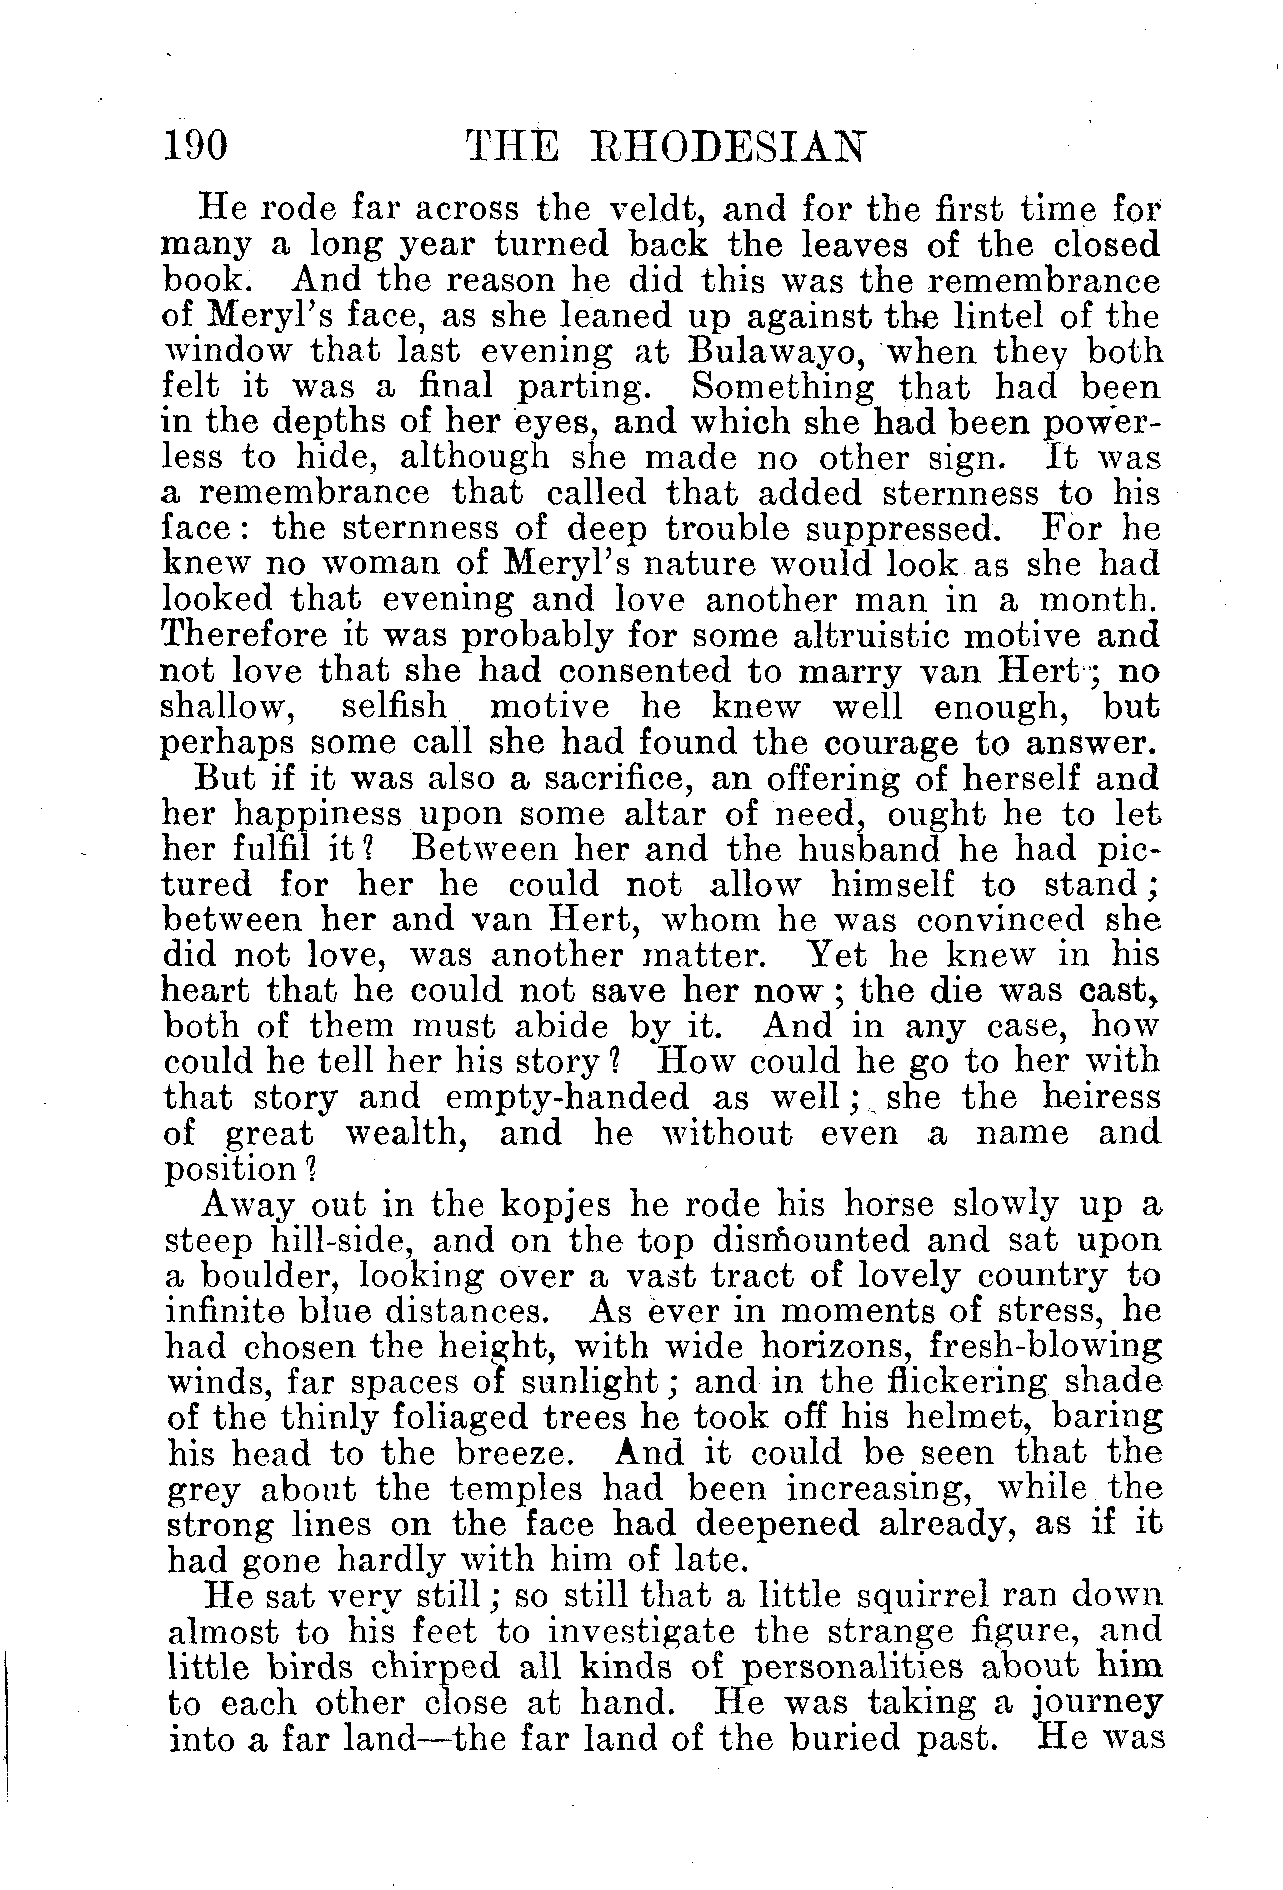 190 THE RHODESIAN
He rode far across the veldt, and for the first time for
many a long year turned back the leaves of the closed
book. And the reason he did this was the remembrance
of Meryl's face, as she leaned up against the lintel of the
window that last evening at Bulawayo, when they both
felt it was a final parting. Something that had been
in the depths of her eyes, and which she had been power-
less to hide, although she made no other sign. It was
a remembrance that called that added sternness to his
face: the sternness of deep trouble suppressed. For he
knew no woman of Meryl's nature would look as she had
looked that evening and love another man in a month.
Therefore it was probably for some altruistic motive and
not love that she had consented to marry van Hert; no
shallow, selfish motive he knew well enough, but
perhaps some call she had found the courage to answer.
But if it was also a sacrifice, an offering of herself and
her happiness upon some altar of need, ought he to let
her fulfil it? Between her and the husband he had pic-
tured for her he could not allow himself to stand;
between her and van Hert, whom he was convinced she
did not love, was another matter. Yet he knew in his
heart that he could not save her now; the die was cast,
both of them must abide by it. And in any case, how
could he tell her his story? How could he go to her with
that story and empty-handed as well; she the heiress
of great wealth, and he without even a name and
position?
Away out in the kopjes he rode his horse slowly up a
steep hill-side, and on the top dismounted and sat upon
a boulder, looking over a vast tract of lovely country to
infinite blue distances. As ever in moments of stress, he
had chosen the height, with wide horizons, fresh-blowing
winds, far spaces of sunlight; and in the flickering shade
of the thinly foliaged trees he took off his helmet, baring
his head to the breeze. And it could be seen that the
grey about the temples had been increasing, while the
strong lines on the face had deepened already, as if it
had gone hardly with him of late.
He sat very still; so still that a little squirrel ran down
almost to his feet to investigate the strange figure, and
little birds chirped all kinds of personalities about him
to each other close at hand. He was taking a journey
into a far land—the far land of the buried past. He was